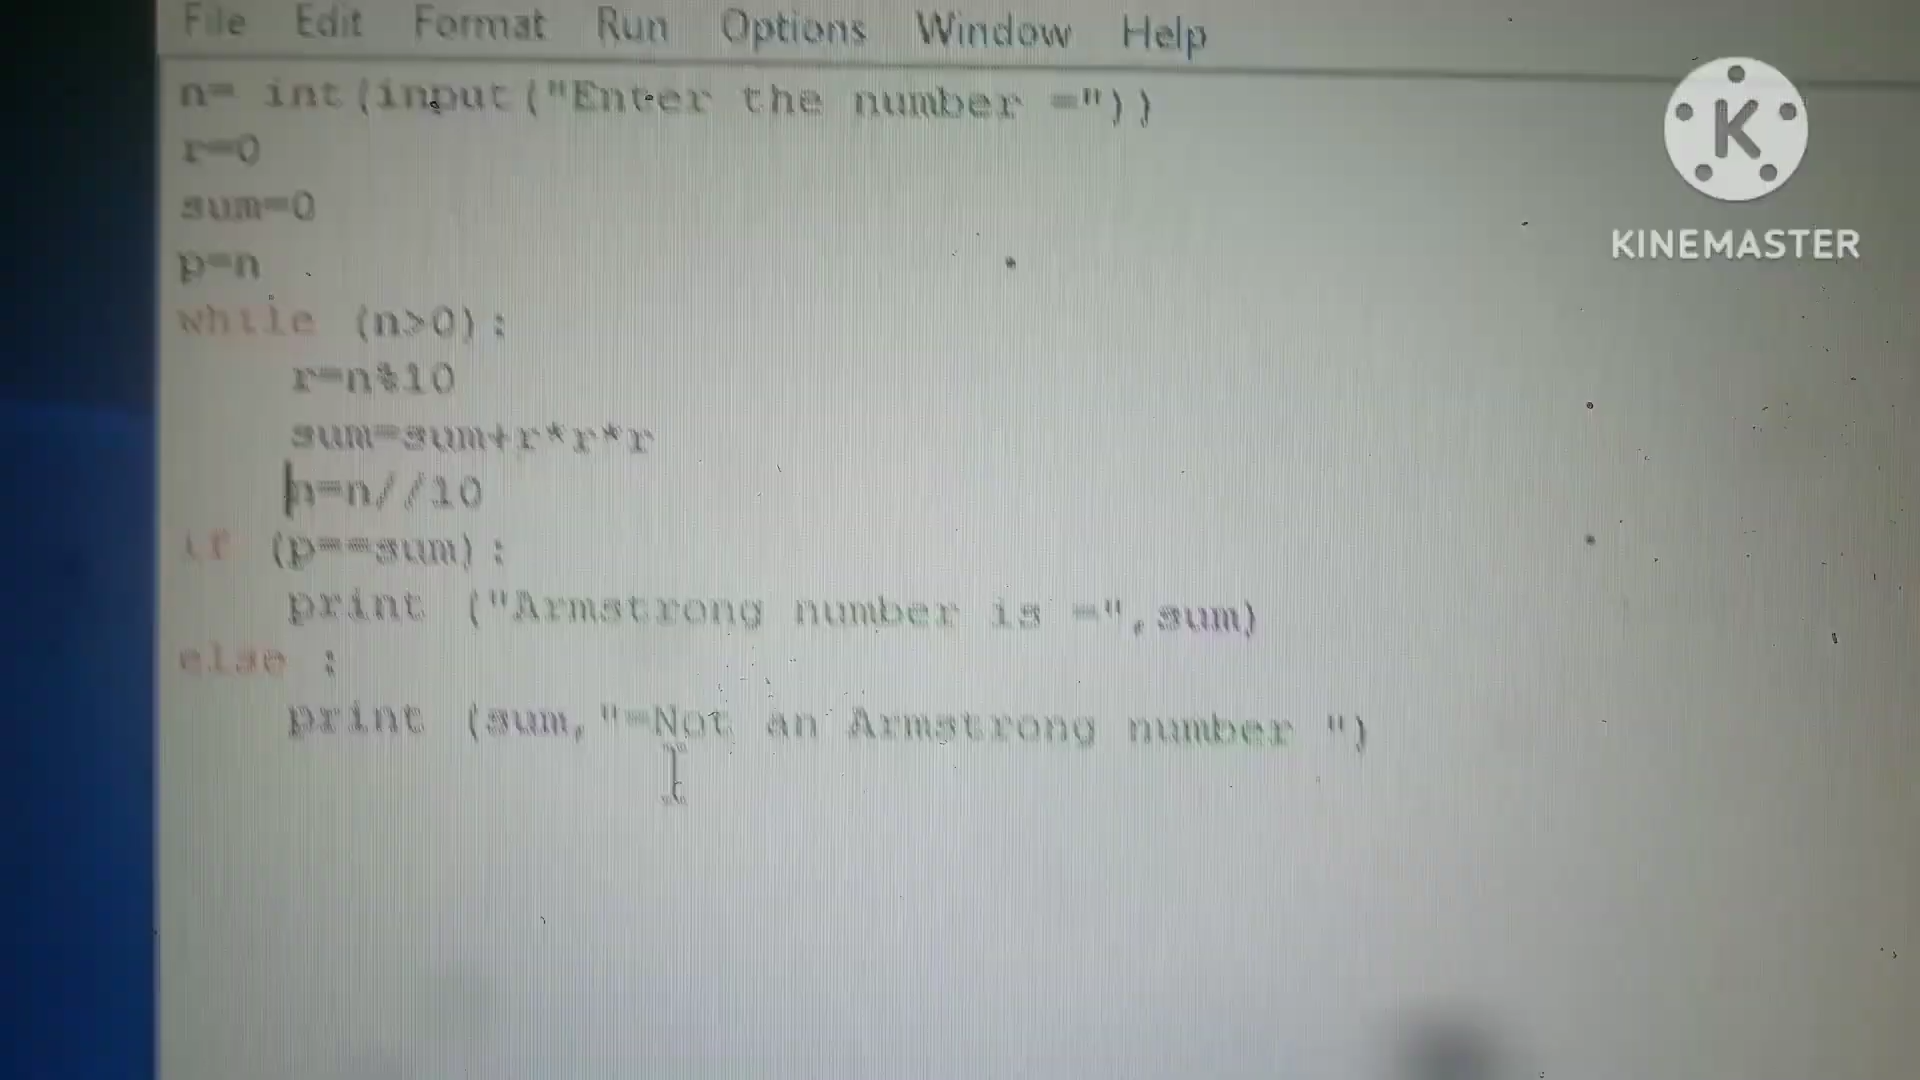 File Edit Format Run Options Window Help
n= int(input("Enter the number ="))
r=0
sum=0
p=n
while (n>0):
r=n%10
sum=sum+r*r*r
n=n//10
if (p==sum):
print ("Armstrong number is =",sum)
else :
print (sum,"=Not an Armstrong number ")
K
KINEMASTER